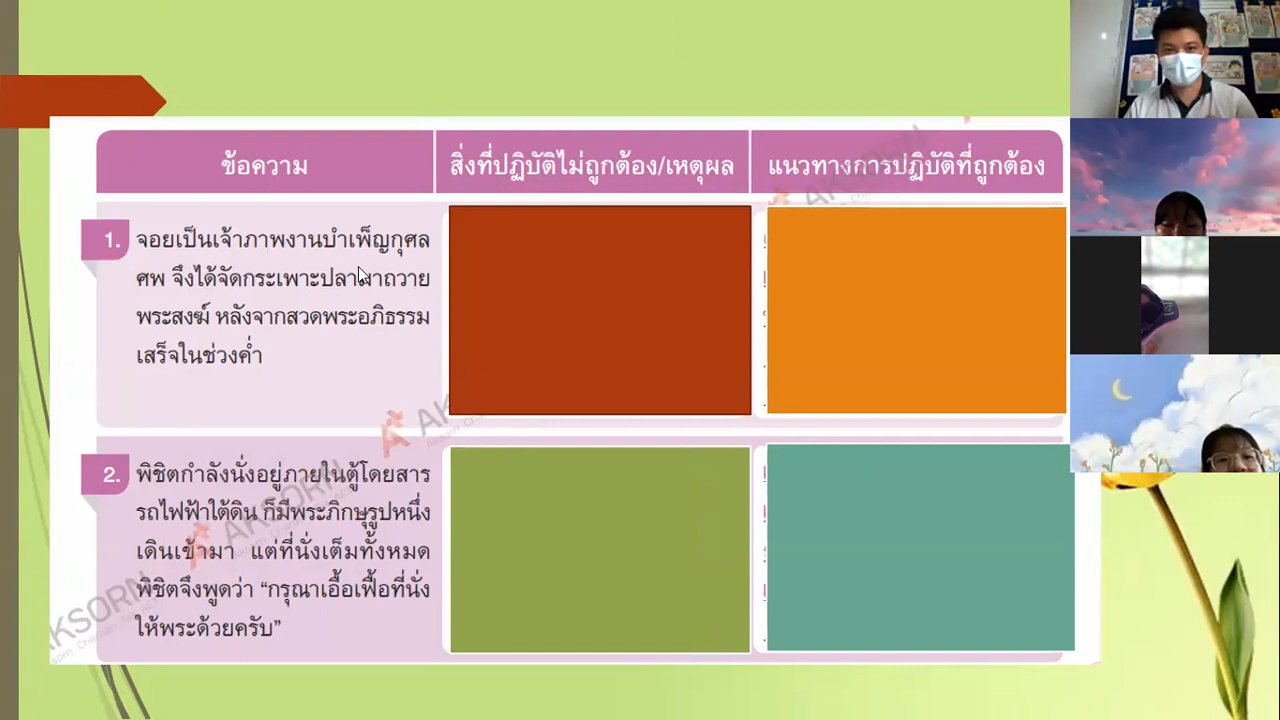 ข้อความ
สิ่งที่ปฏิบัติไม่ถูกต้อง/เหตุผล
แนวทางการปฏิบัติที่ถูกต้อง
1.
จอยเป็นเจ้าภาพงานบำเพ็ญกุศล
ศพ จึงได้จัดกระเพาะปลามาถวาย
พระสงฆ์ หลังจากสวดพระอภิธรรม
เสร็จในช่วงค่ำ
2.
พิชิตกำลังนั่งอยู่ภายในตู้โดยสาร
รถไฟฟ้าใต้ดิน ก็มีพระภิกษุรูปหนึ่ง
เดินเข้ามา แต่ที่นั่งเต็มทั้งหมด
พิชิตจึงพูดว่า “กรุณาเอื้อเฟื้อที่นั่ง
ให้พระด้วยครับ”
AKSORN
AKSORN